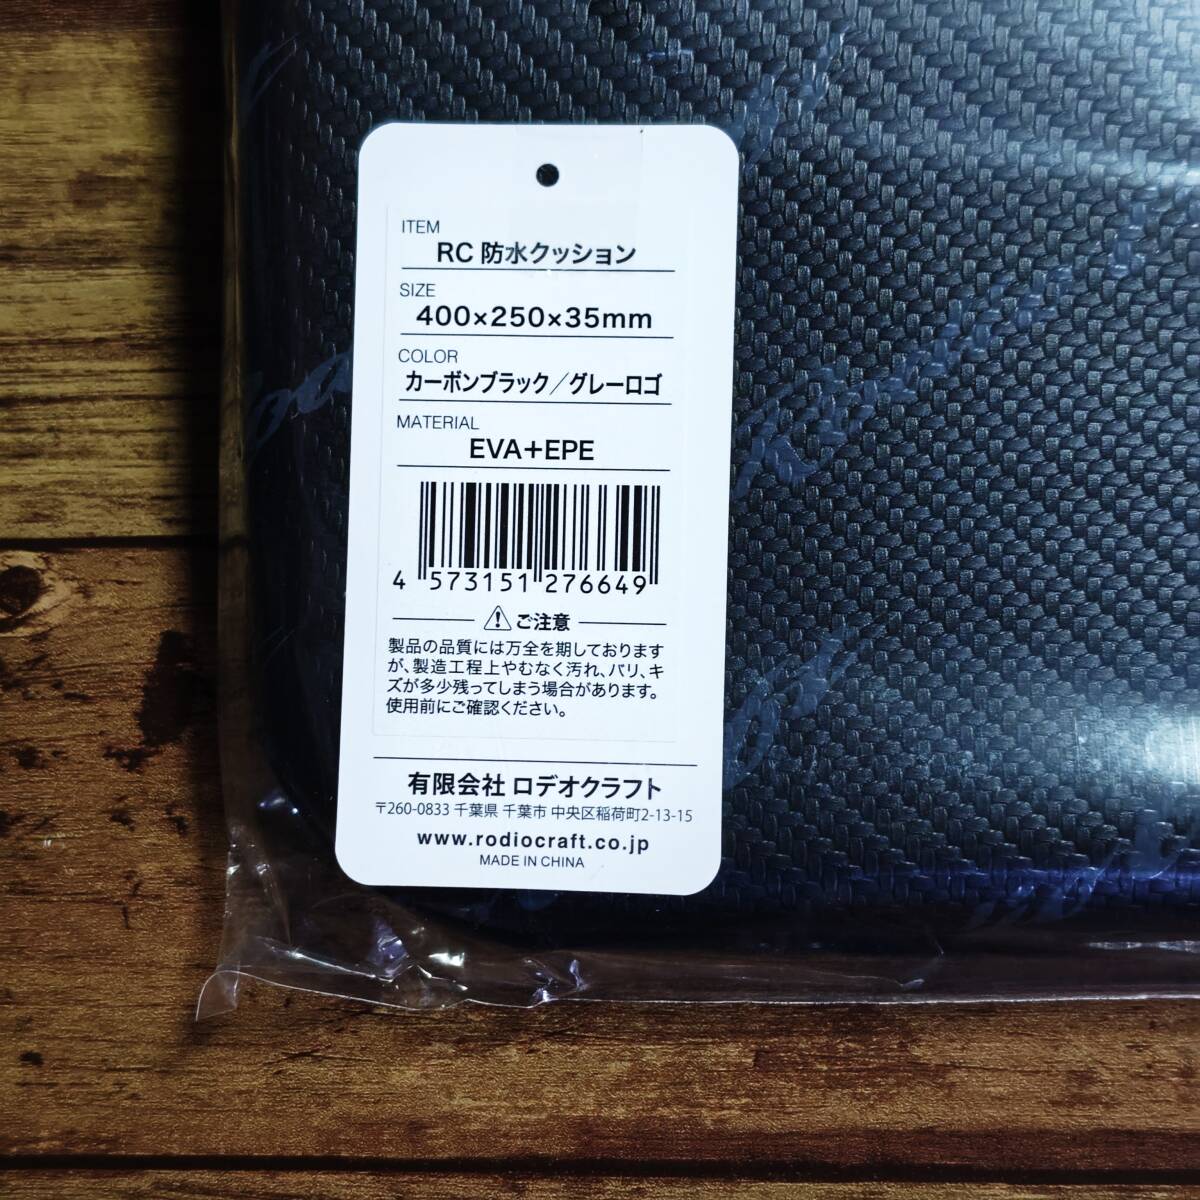 ITEM
RC 防水クッション
SIZE
400×250×35mm
COLOR
カーボンブラック/グレーロゴ
MATERIAL
EVA+EPE
4 573151 276649
ご注意
製品の品質には万全を期しております
が、製造工程上やむなく汚れ、バリ、キ
ズが多少残ってしまう場合があります。
使用前にご確認ください。
有限会社 ロデオクラフト
〒260-0833 千葉県 千葉市 中央区稲荷町2-13-15
www.rodiocraft.co.jp
MADE IN CHINA